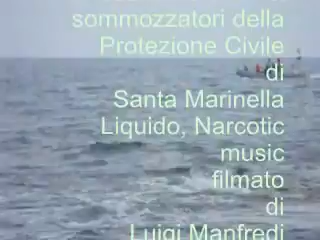 sommozzatori della
Protezione Civile
di
Santa Marinella
Liquido, Narcotic
music
filmato
di
Luigi Manfredi